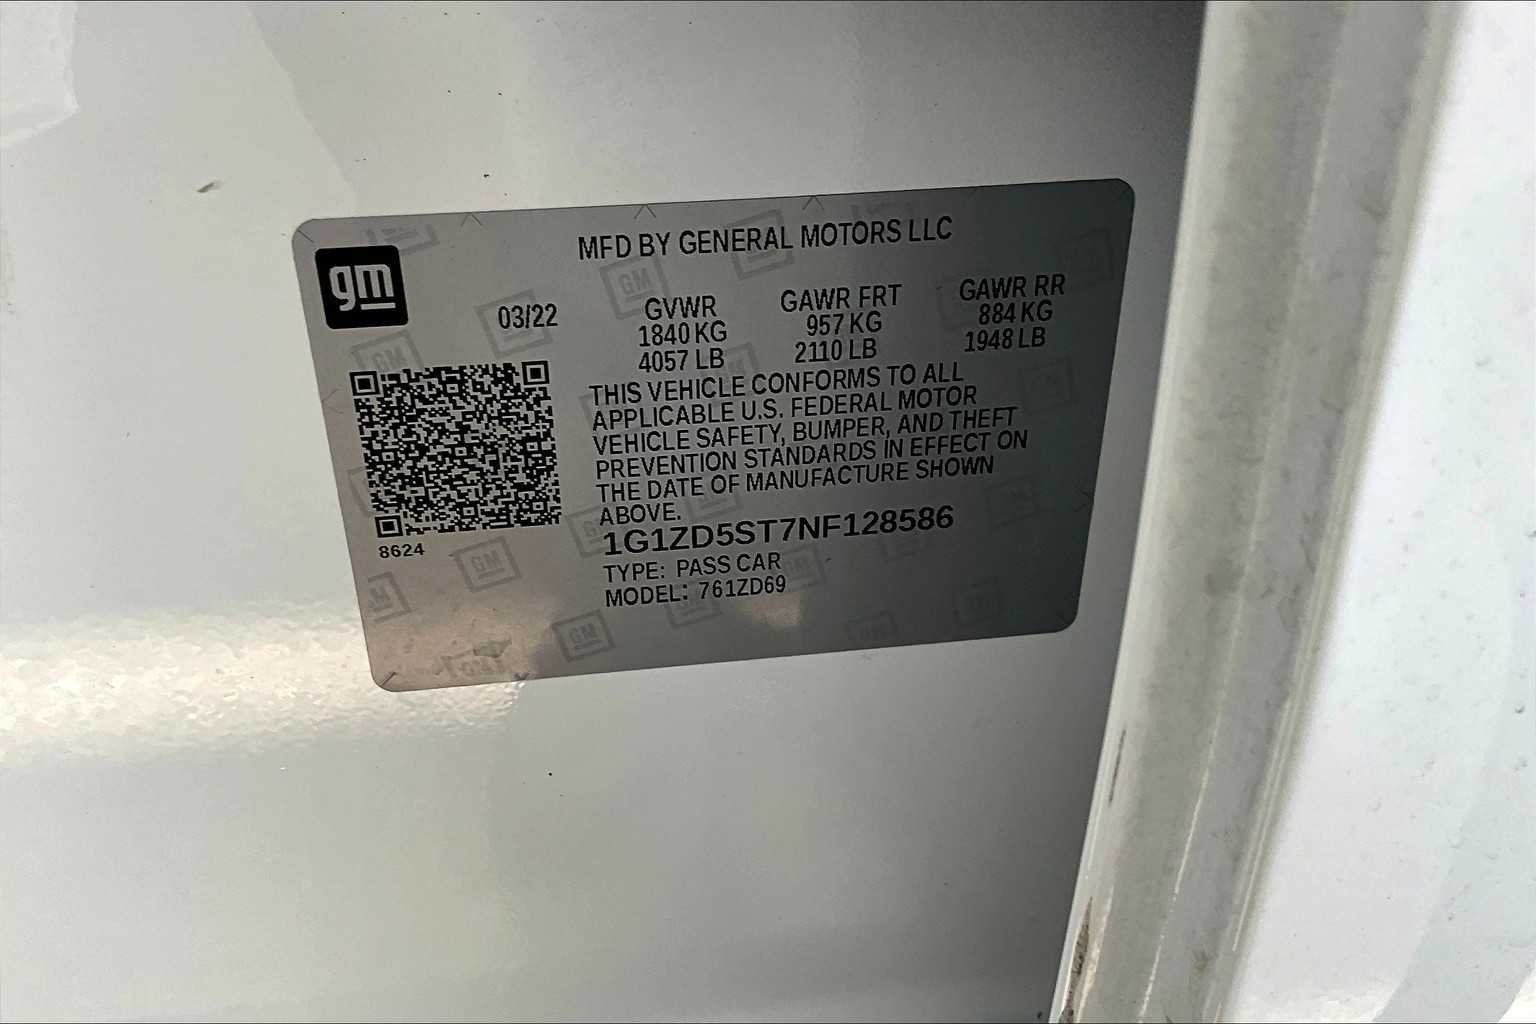 MFD BY GENERAL MOTORS LLC
gm
03/22
GVWR GAWR FRT GAWR RR
1840 KG 957 KG 884 KG
4057 LB 2110 LB 1948 LB
THIS VEHICLE CONFORMS TO ALL
APPLICABLE U.S. FEDERAL MOTOR
VEHICLE SAFETY, BUMPER, AND THEFT
PREVENTION STANDARDS IN EFFECT ON
THE DATE OF MANUFACTURE SHOWN
ABOVE.
8624
1G1ZD5ST7NF128586
TYPE: PASS CAR
MODEL: 761ZD69